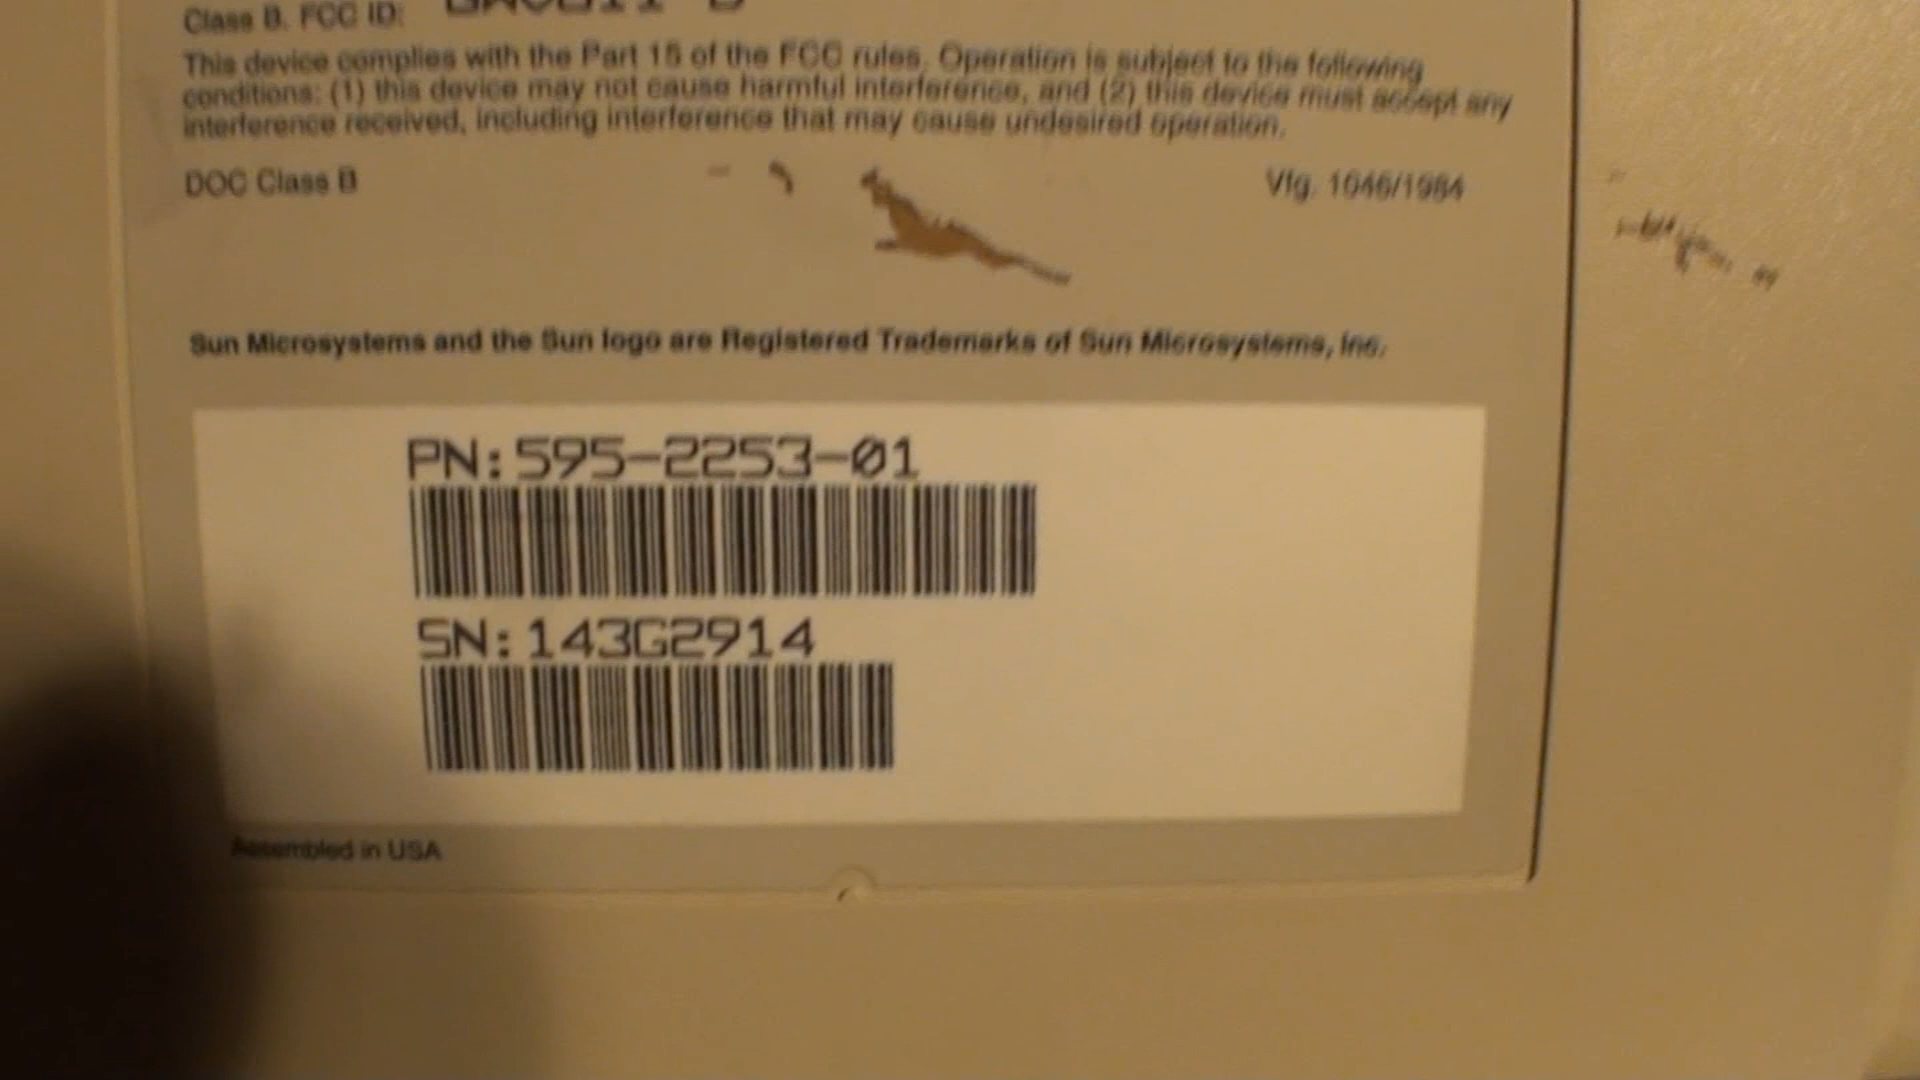 Class B. FCC ID:
This device complies with the Part 15 of the FCC rules. Operation is subject to the following
conditions: (1) this device may not cause harmful interference, and (2) this device must accept any
interference received, including interference that may cause undesired operation.
DOC Class B
Vfg. 1046/1984
Sun Microsystems and the Sun logo are Registered Trademarks of Sun Microsystems, Inc.
PN:595-2253-01
SN:143G2914
Assembled in USA